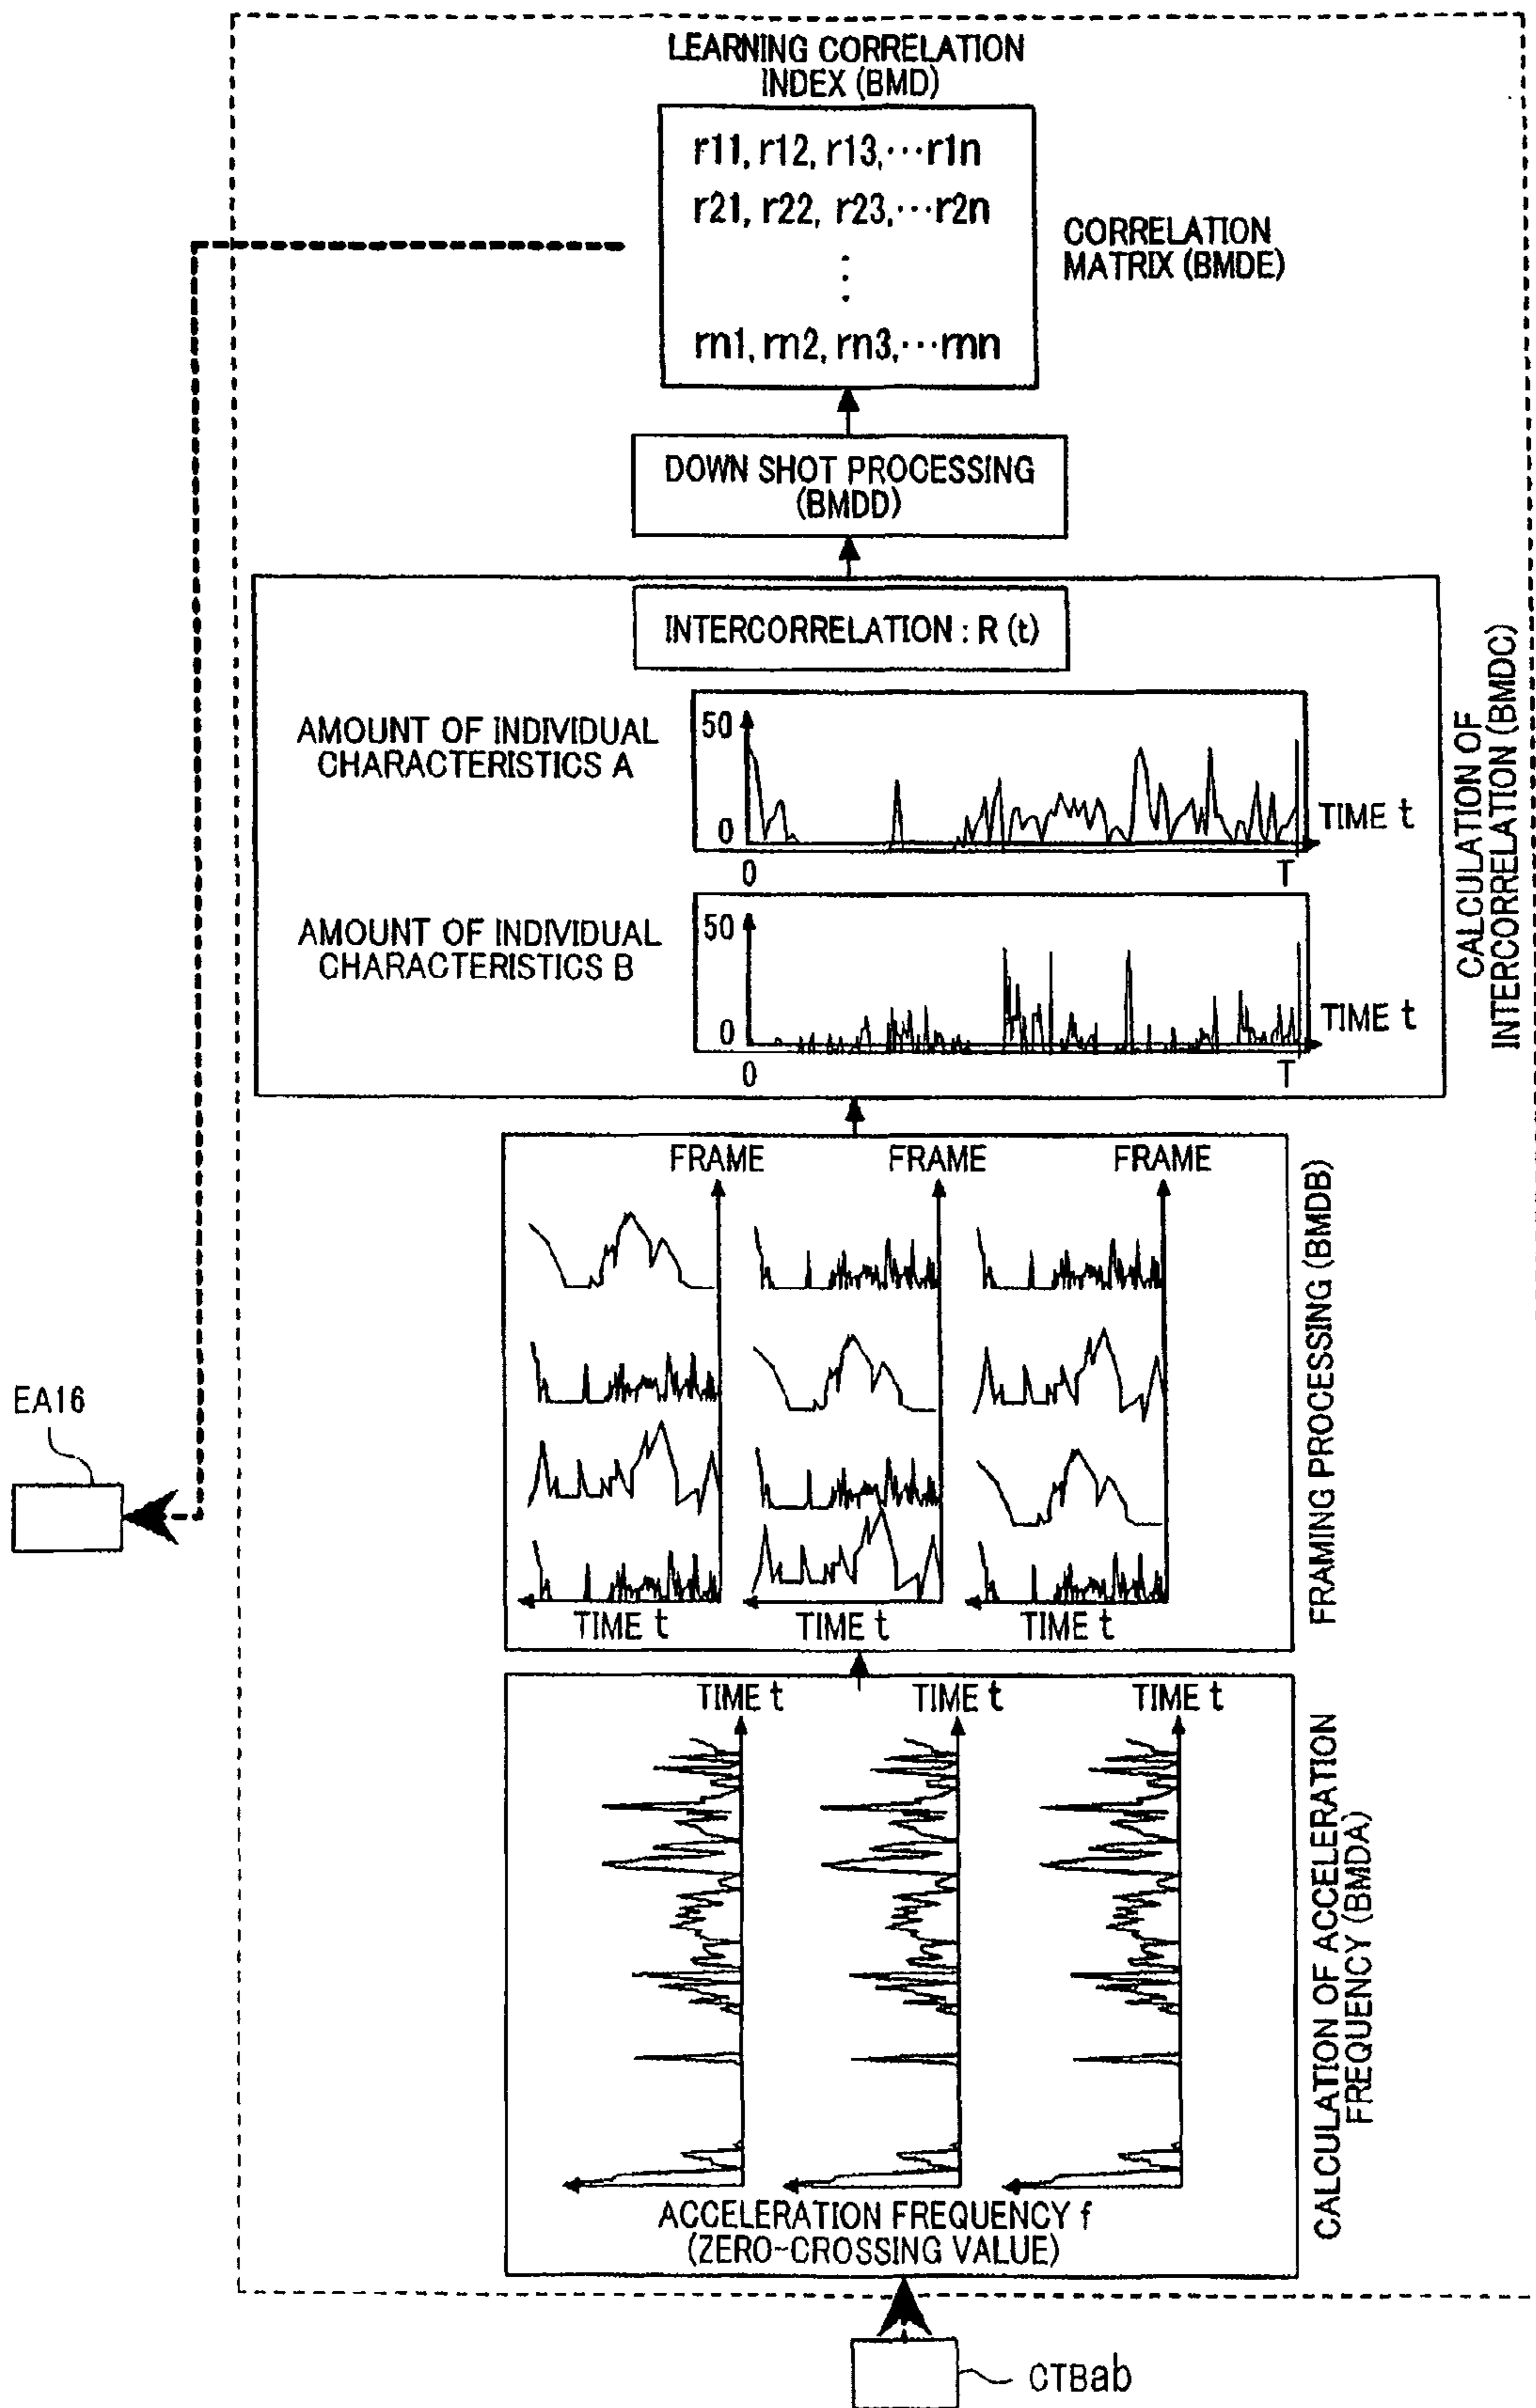 LEARNING CORRELATION
INDEX (BMD)
r11, r12, r13,···r1n
r21, r22, r23,···r2n
rn1, rn2, rn3,···rnn
CORRELATION
MATRIX (BMDE)
DOWN SHOT PROCESSING
(BMDD)
INTERCORRELATION : R (t)
AMOUNT OF INDIVIDUAL
CHARACTERISTICS A
50
0
0
T
TIME t
AMOUNT OF INDIVIDUAL
CHARACTERISTICS B
50
0
0
T
TIME t
CALCULATION OF
INTERCORRELATION (BMDC)
FRAME
FRAME
FRAME
TIME t
TIME t
TIME t
FRAMING PROCESSING (BMDB)
EA16
TIME t
TIME t
TIME t
ACCELERATION FREQUENCY f
(ZERO-CROSSING VALUE)
CALCULATION OF ACCELERATION
FREQUENCY (BMDA)
CTBab